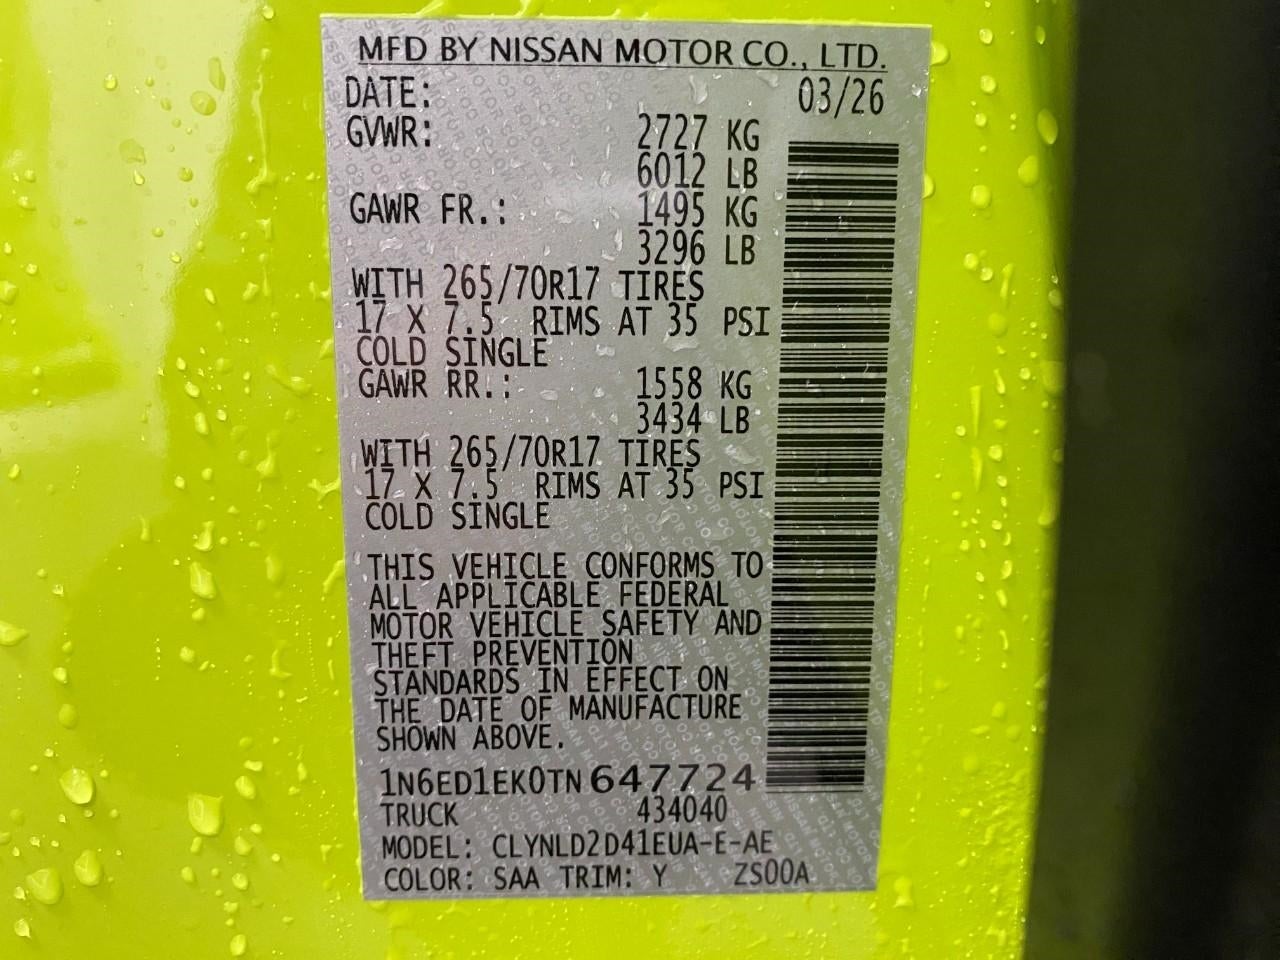 MFD BY NISSAN MOTOR CO., LTD.
DATE: 03/26
GVWR: 2727 KG
6012 LB
GAWR FR.: 1495 KG
3296 LB
WITH 265/70R17 TIRES
17 X 7.5 RIMS AT 35 PSI
COLD SINGLE
GAWR RR.: 1558 KG
3434 LB
WITH 265/70R17 TIRES
17 X 7.5 RIMS AT 35 PSI
COLD SINGLE
THIS VEHICLE CONFORMS TO
ALL APPLICABLE FEDERAL
MOTOR VEHICLE SAFETY AND
THEFT PREVENTION
STANDARDS IN EFFECT ON
THE DATE OF MANUFACTURE
SHOWN ABOVE.
1N6ED1EK0TN647724
TRUCK 434040
MODEL: CLYNLD2D41EUA-E-AE
COLOR: SAA TRIM: Y ZS00A